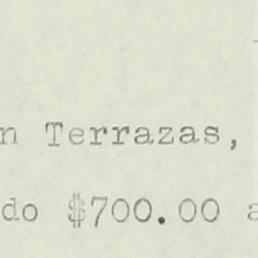 n Terrazas,
do $700.00 a